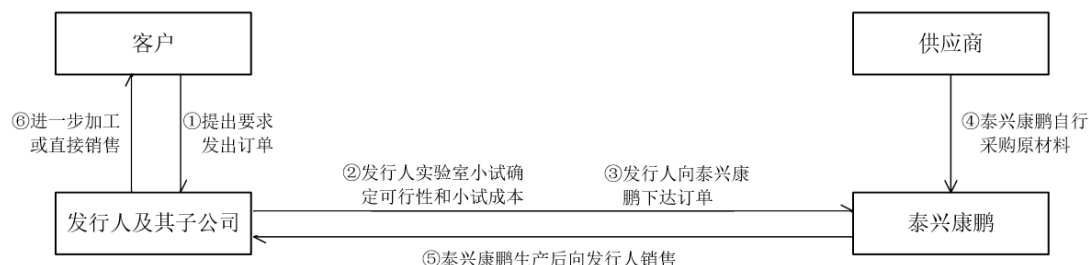 客户
供应商
⑥进一步加工
或直接销售
①提出要求
发出订单
④泰兴康鹏自行
采购原材料
②发行人实验室小试确
定可行性和小试成本
③发行人向泰兴康
鹏下达订单
发行人及其子公司
泰兴康鹏
⑤泰兴康鹏生产后向发行人销售